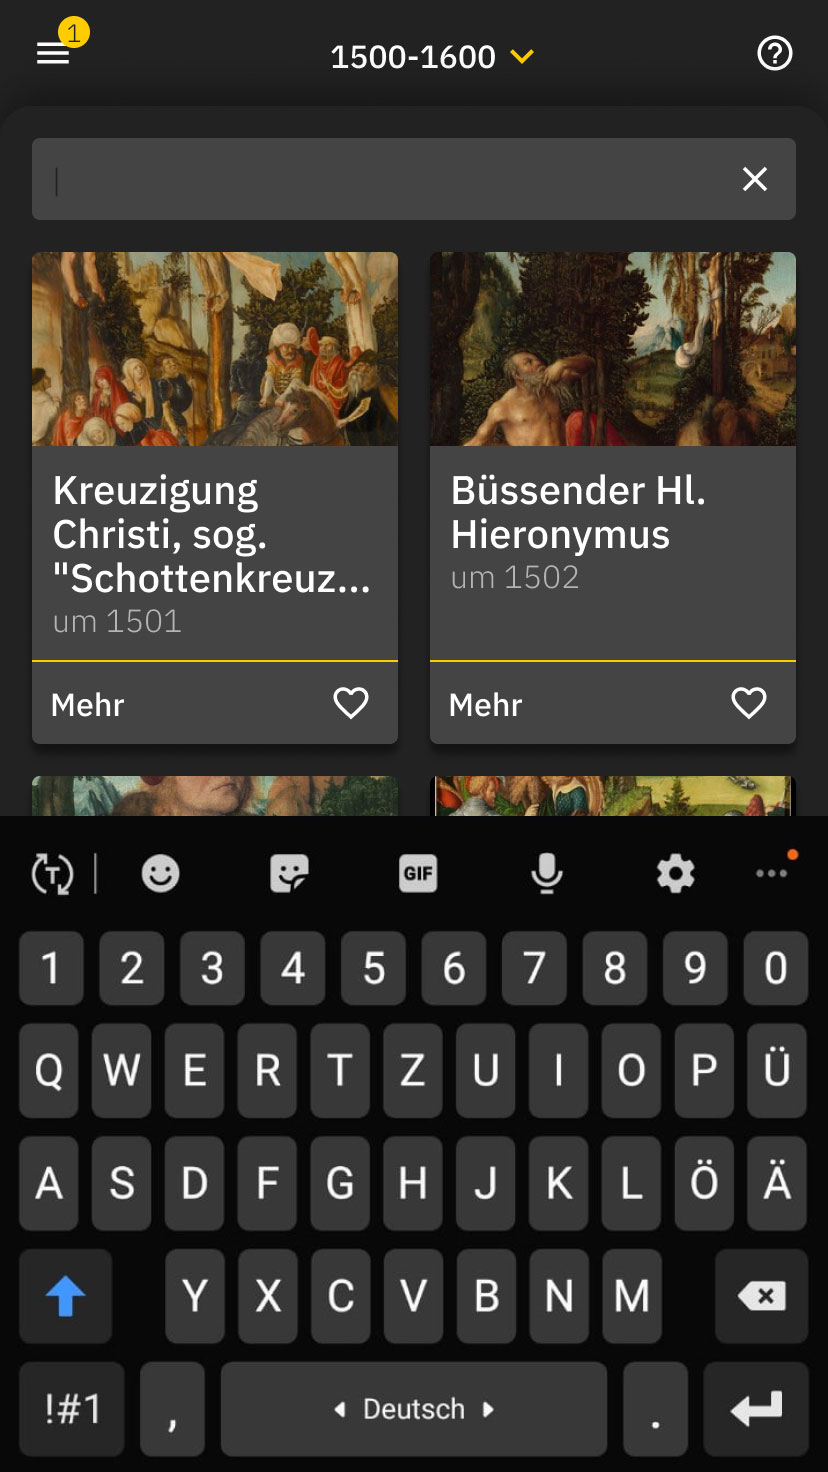 1
1500-1600
Kreuzigung
Christi, sog.
"Schottenkreuz...
um 1501
Mehr
Büssender Hl.
Hieronymus
um 1502
Mehr
T
GIF
1 2 3 4 5 6 7 8 9 0
Q W E R T Z U I O P Ü
A S D F G H J K L Ö Ä
Y X C V B N M
!#1 , Deutsch .